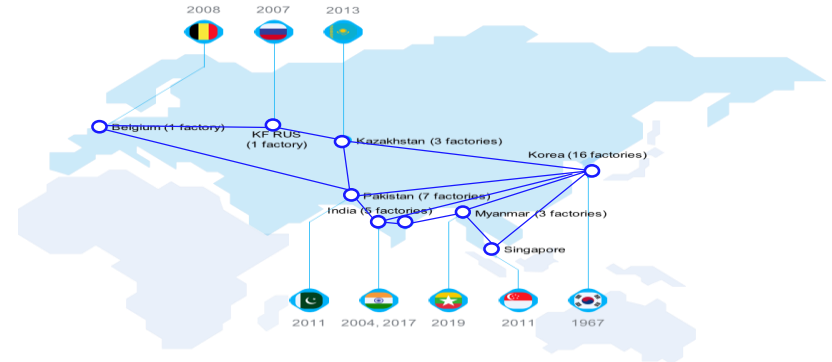 2008
2007
2013
Belgium (1 factory)
KF RUS
(1 factory)
Kazakhstan (3 factories)
Korea (16 factories)
Pakistan (7 factories)
India (5 factories)
Myanmar (3 factories)
Singapore
2011
2004, 2017
2019
2011
1967